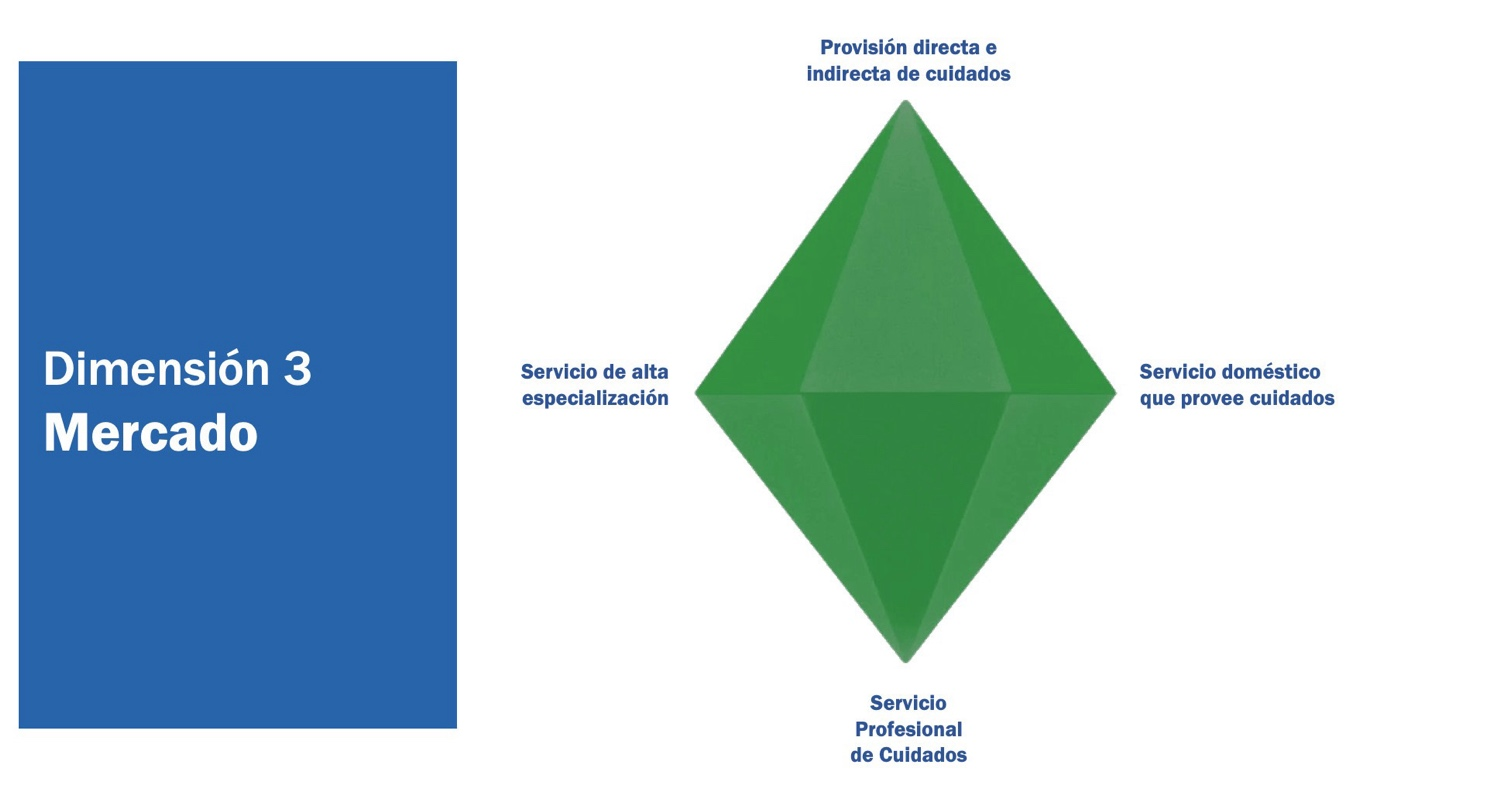 Dimensión 3
Mercado
Provisión directa e
indirecta de cuidados
Servicio de alta
especialización
Servicio doméstico
que provee cuidados
Servicio
Profesional
de Cuidados